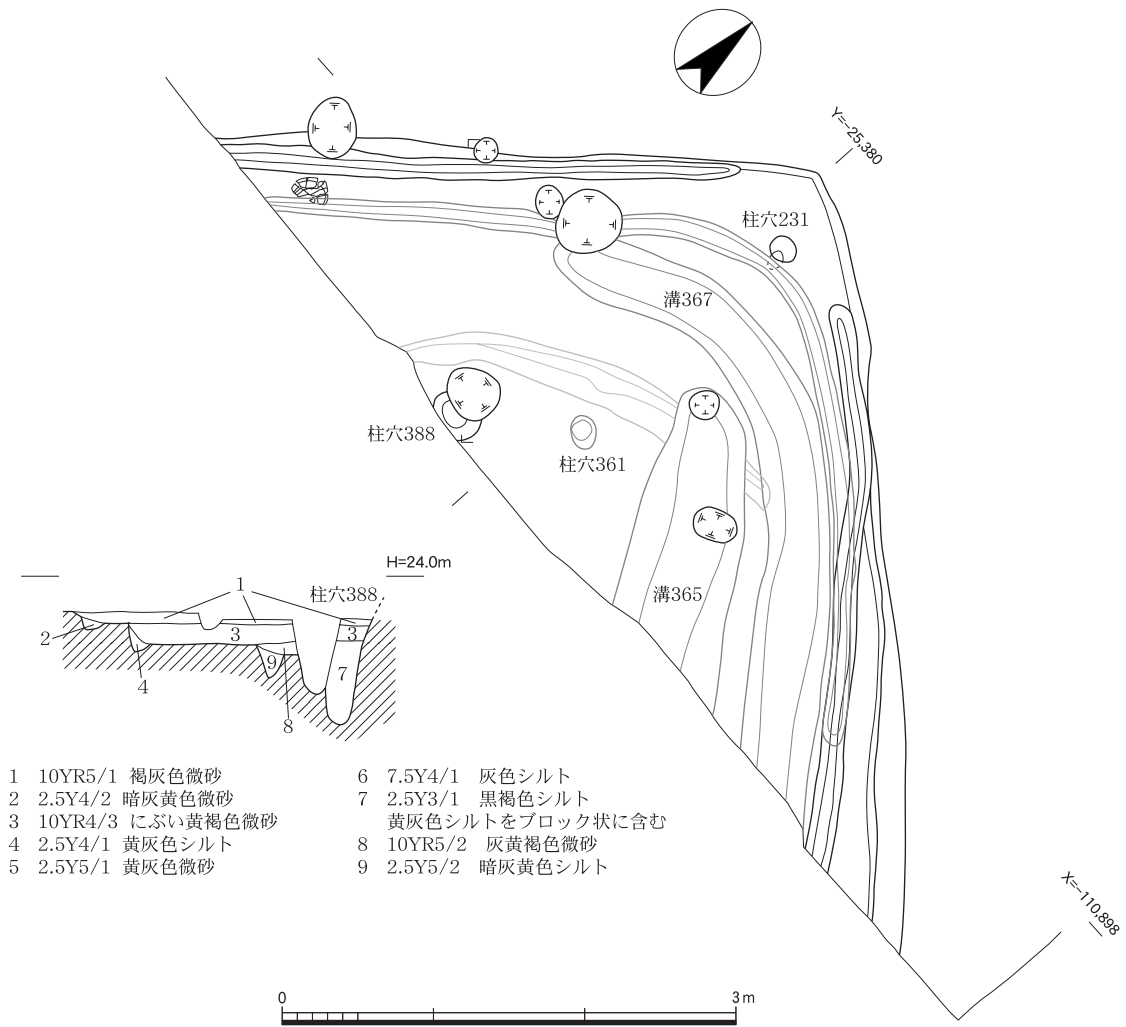 Y=-25,380
柱穴231
溝367
柱穴388
柱穴361
H=24.0m
柱穴388
1
溝365
2
3
3
9
7
4
8
1 10YR5/1 褐灰色微砂
2 2.5Y4/2 暗灰黄色微砂
3 10YR4/3 にぶい黄褐色微砂
4 2.5Y4/1 黄灰色シルト
5 2.5Y5/1 黄灰色微砂
6 7.5Y4/1 灰色シルト
7 2.5Y3/1 黒褐色シルト
黄灰色シルトをブロック状に含む
8 10YR5/2 灰黄褐色微砂
9 2.5Y5/2 暗灰黄色シルト
X=-110,898
0
3m